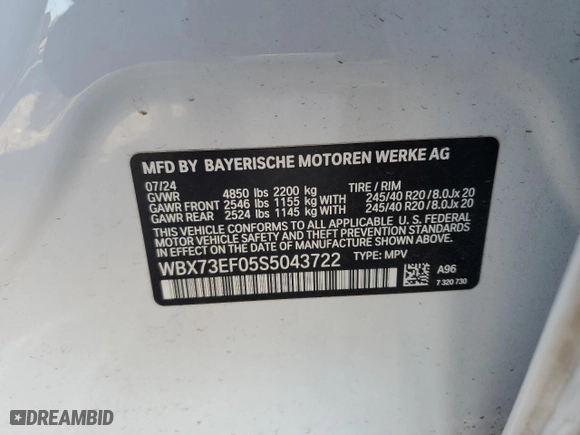 MFD BY BAYERISCHE MOTOREN WERKE AG
07/24
GVWR 4850 lbs 2200 kg TIRE / RIM
GAWR FRONT 2546 lbs 1155 kg WITH 245/40 R20 / 8.0Jx 20
GAWR REAR 2524 lbs 1145 kg WITH 245/40 R20 / 8.0Jx 20
THIS VEHICLE CONFORMS TO ALL APPLICABLE U. S. FEDERAL
MOTOR VEHICLE SAFETY, BUMPER, AND THEFT PREVENTION
STANDARDS IN EFFECT ON THE DATE OF MANUFACTURE
SHOWN ABOVE.
WBX73EF05S5043722 TYPE: MPV
A96
7 320 730
DREAMBID